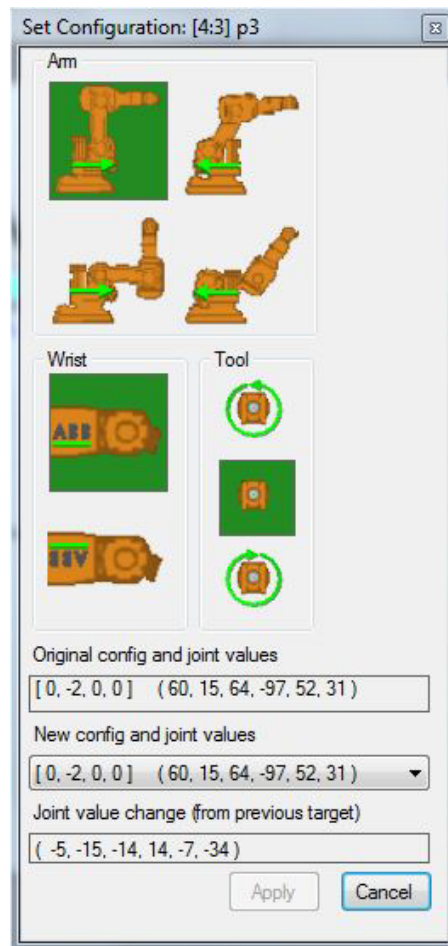 Set Configuration: [4:3] p3
Arm
Wrist
Tool
ABB
ABB
Original config and joint values
[ 0, -2, 0, 0 ] ( 60, 15, 64, -97, 52, 31 )
New config and joint values
[ 0, -2, 0, 0 ] ( 60, 15, 64, -97, 52, 31 )
Joint value change (from previous target)
( -5, -15, -14, 14, -7, -34 )
Apply
Cancel